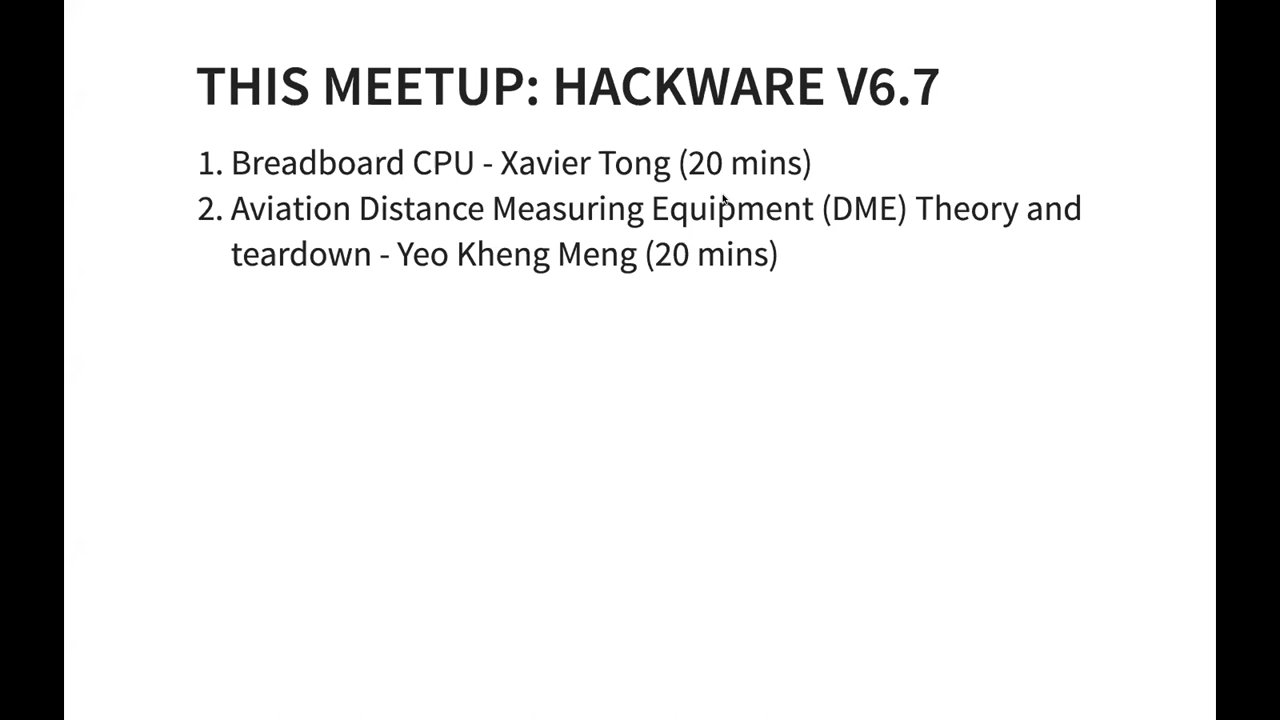 THIS MEETUP: HACKWARE V6.7
1. Breadboard CPU - Xavier Tong (20 mins)
2. Aviation Distance Measuring Equipment (DME) Theory and
teardown - Yeo Kheng Meng (20 mins)